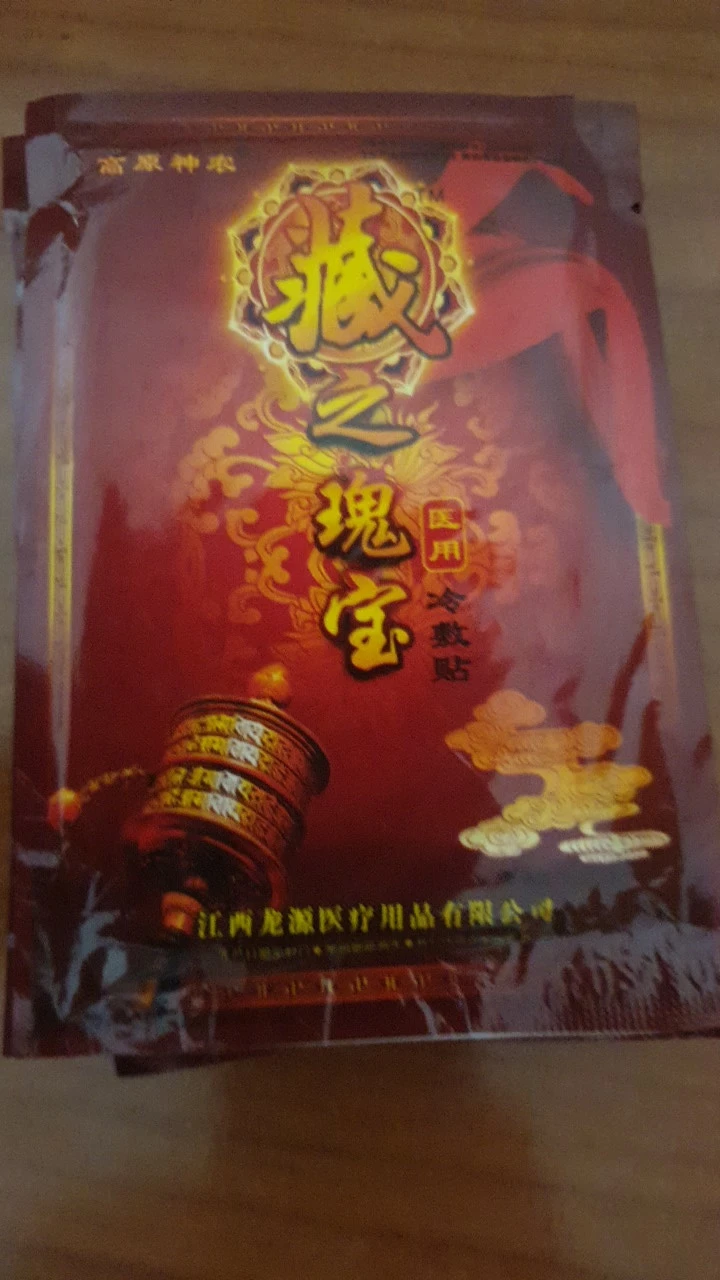 高原神农
TM
藏之瑰宝
医用
冷敷贴
江西龙源医疗用品有限公司